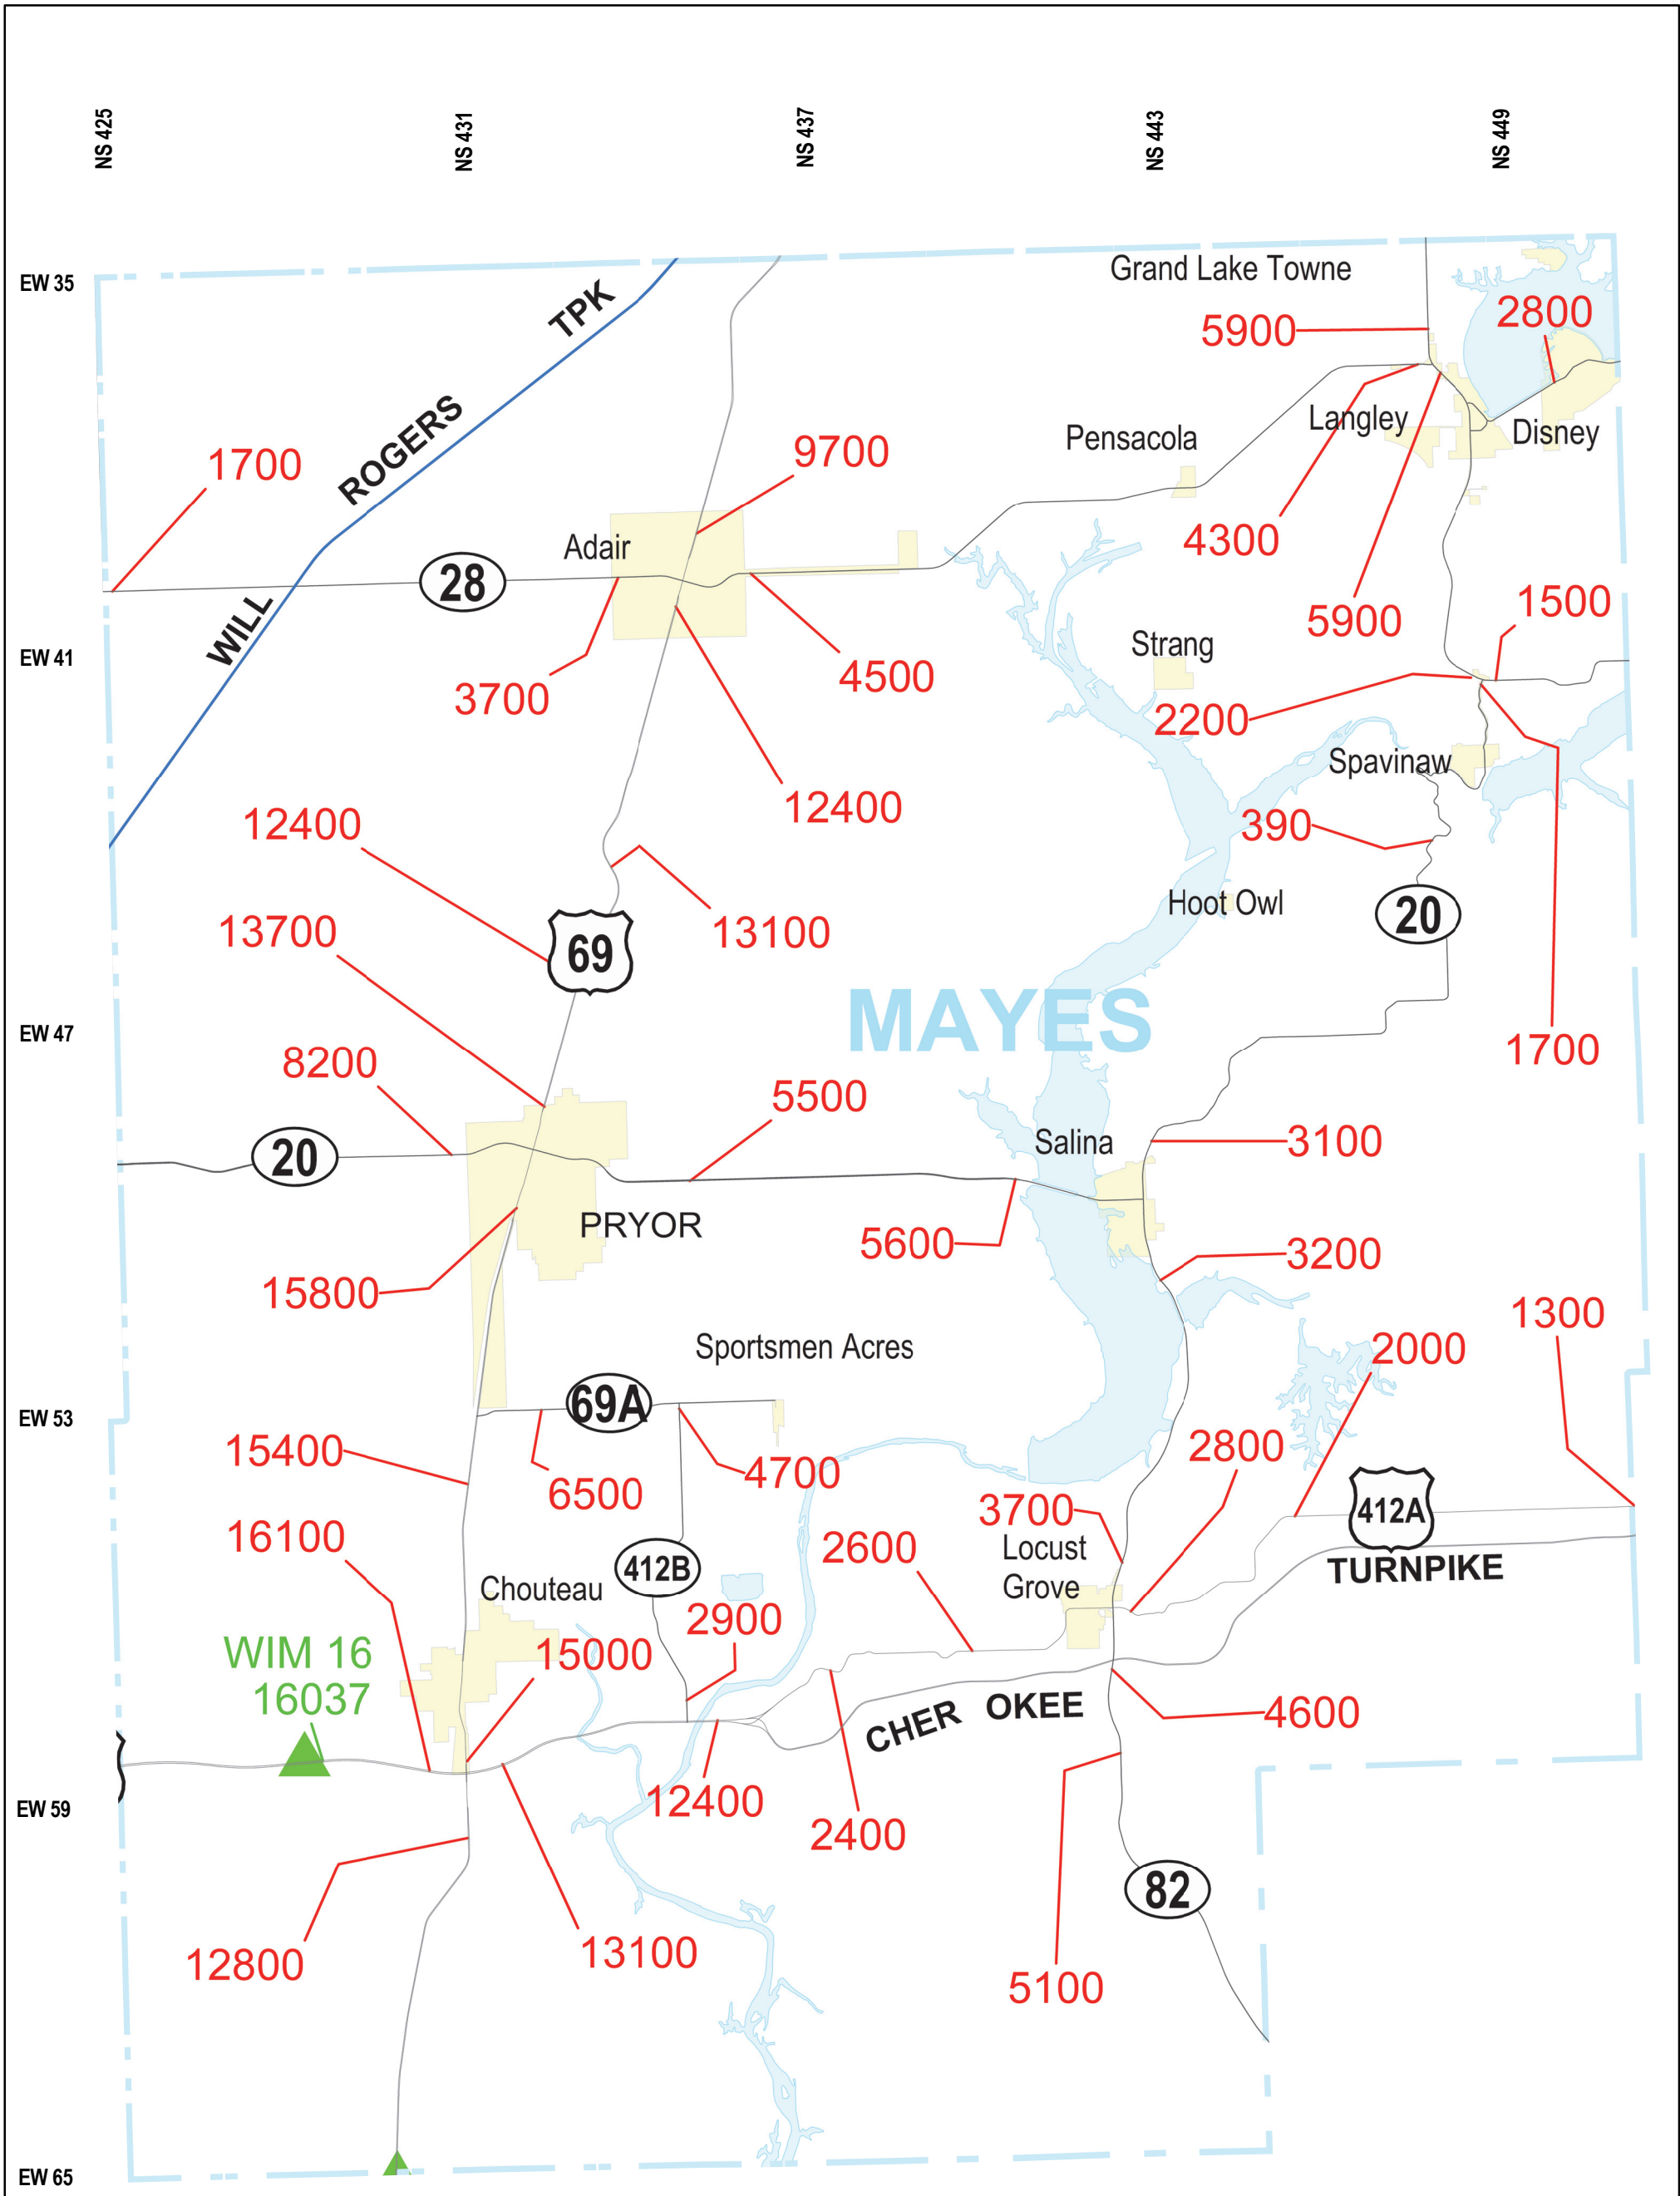 NS 425
NS 431
NS 437
NS 443
NS 449
EW 35
Grand Lake Towne
TPK
5900
2800
ROGERS
Langley
Disney
Pensacola
1700
9700
4300
Adair
28
WILL
1500
5900
EW 41
Strang
4500
3700
2200
Spavinaw
12400
12400
390
Hoot Owl
20
13700
13100
69
MAYES
EW 47
1700
8200
5500
20
Salina
3100
PRYOR
5600
3200
15800
1300
Sportsmen Acres
2000
69A
EW 53
15400
2800
4700
6500
3700
412A
16100
2600
Locust
Grove
412B
TURNPIKE
Chouteau
2900
WIM 16
15000
16037
CHER OKEE
4600
12400
EW 59
2400
82
13100
12800
5100
EW 65